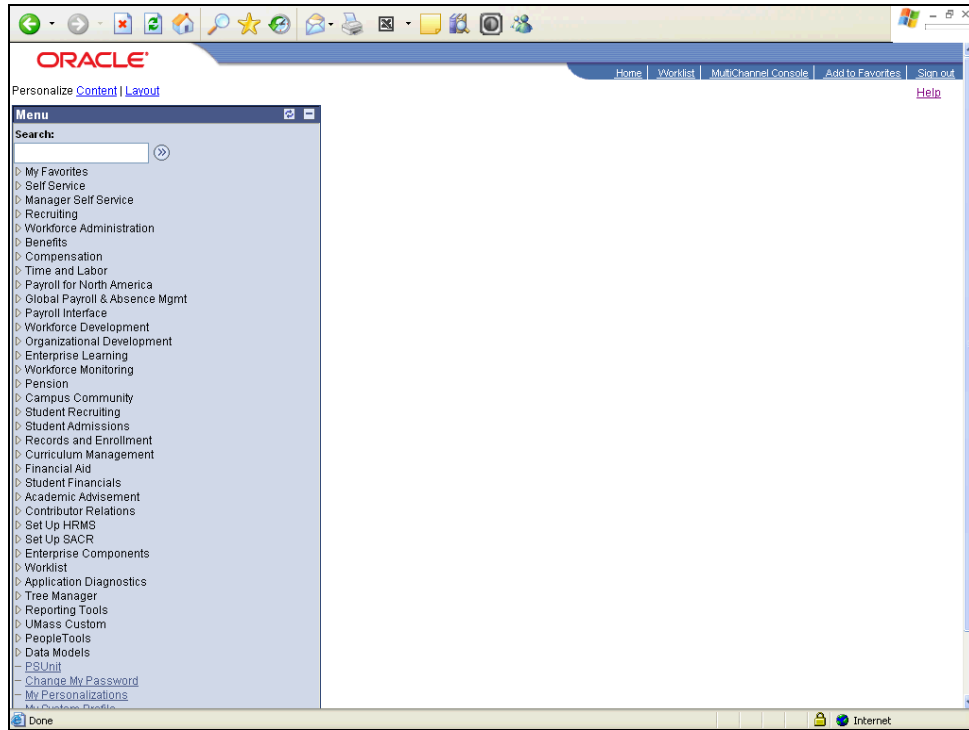 ORACLE
Home | Worklist | MultiChannel Console | Add to Favorites | Sign out
Personalize Content | Layout
Help
Menu
Search:
My Favorites
Self Service
Manager Self Service
Recruiting
Workforce Administration
Benefits
Compensation
Time and Labor
Payroll for North America
Global Payroll & Absence Mgmt
Payroll Interface
Workforce Development
Organizational Development
Enterprise Learning
Workforce Monitoring
Pension
Campus Community
Student Recruiting
Student Admissions
Records and Enrollment
Curriculum Management
Financial Aid
Student Financials
Academic Advisement
Contributor Relations
Set Up HRMS
Set Up SACR
Enterprise Components
Worklist
Application Diagnostics
Tree Manager
Reporting Tools
UMass Custom
PeopleTools
Data Models
PSUnit
Change My Password
My Personalizations
My Custom Profile
Done
Internet